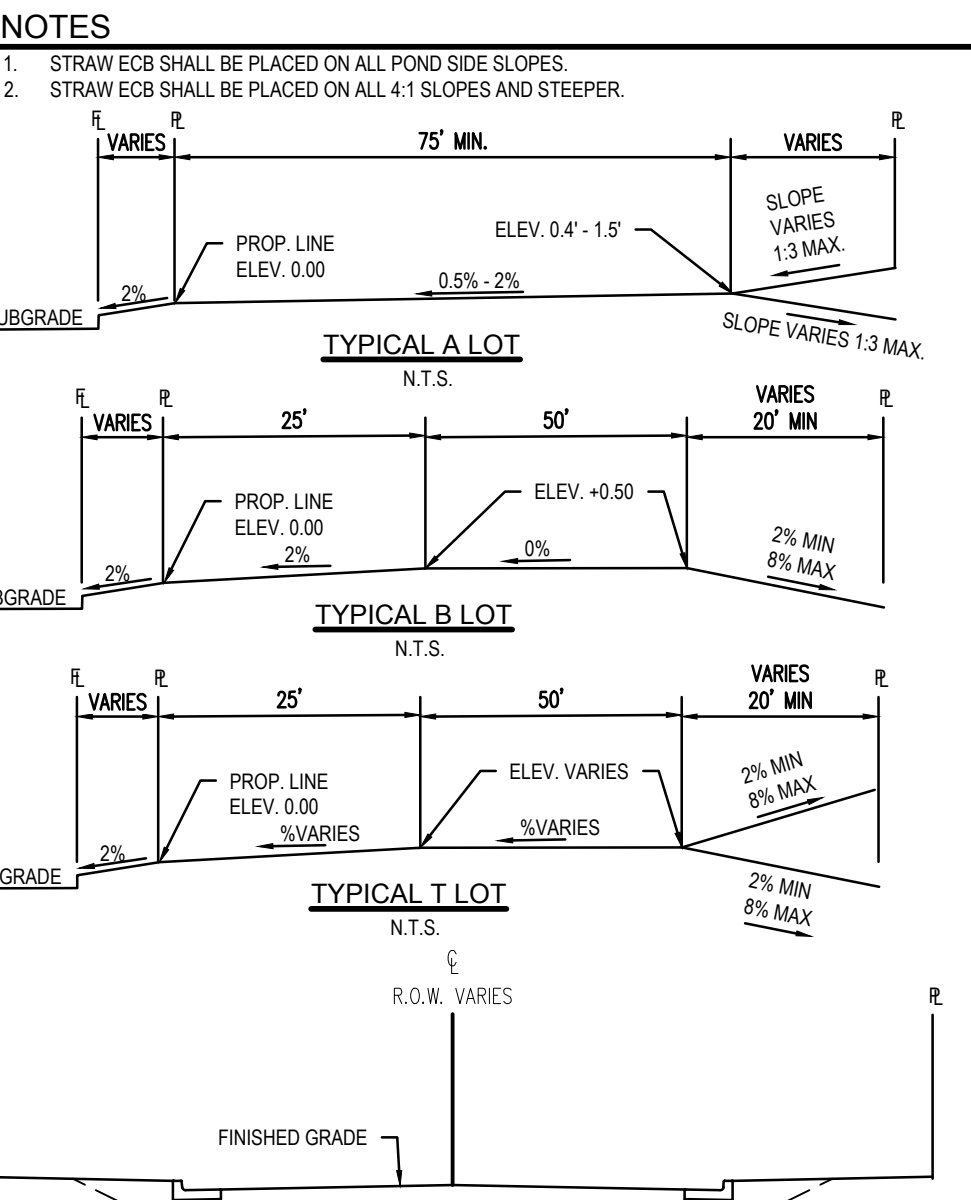 NOTES
1. STRAW ECB SHALL BE PLACED ON ALL POND SIDE SLOPES.
2. STRAW ECB SHALL BE PLACED ON ALL 4:1 SLOPES AND STEEPER.
FL PL PL
VARIES 75' MIN. VARIES
SLOPE
VARIES
1:3 MAX.
ELEV. 0.4' - 1.5'
PROP. LINE
ELEV. 0.00
2% 0.5% - 2%
UBGRADE
SLOPE VARIES 1:3 MAX.
TYPICAL A LOT
N.T.S.
FL PL PL
VARIES 25' 50' VARIES
20' MIN
PROP. LINE
ELEV. 0.00
ELEV. +0.50
2% 2% 0%
2% MIN
8% MAX
BGRADE
TYPICAL B LOT
N.T.S.
FL PL PL
VARIES 25' 50' VARIES
20' MIN
PROP. LINE
ELEV. 0.00
ELEV. VARIES
2% MIN
8% MAX
2% %VARIES %VARIES
GRADE
2% MIN
8% MAX
TYPICAL T LOT
N.T.S.
CL
R.O.W. VARIES
PL
FINISHED GRADE